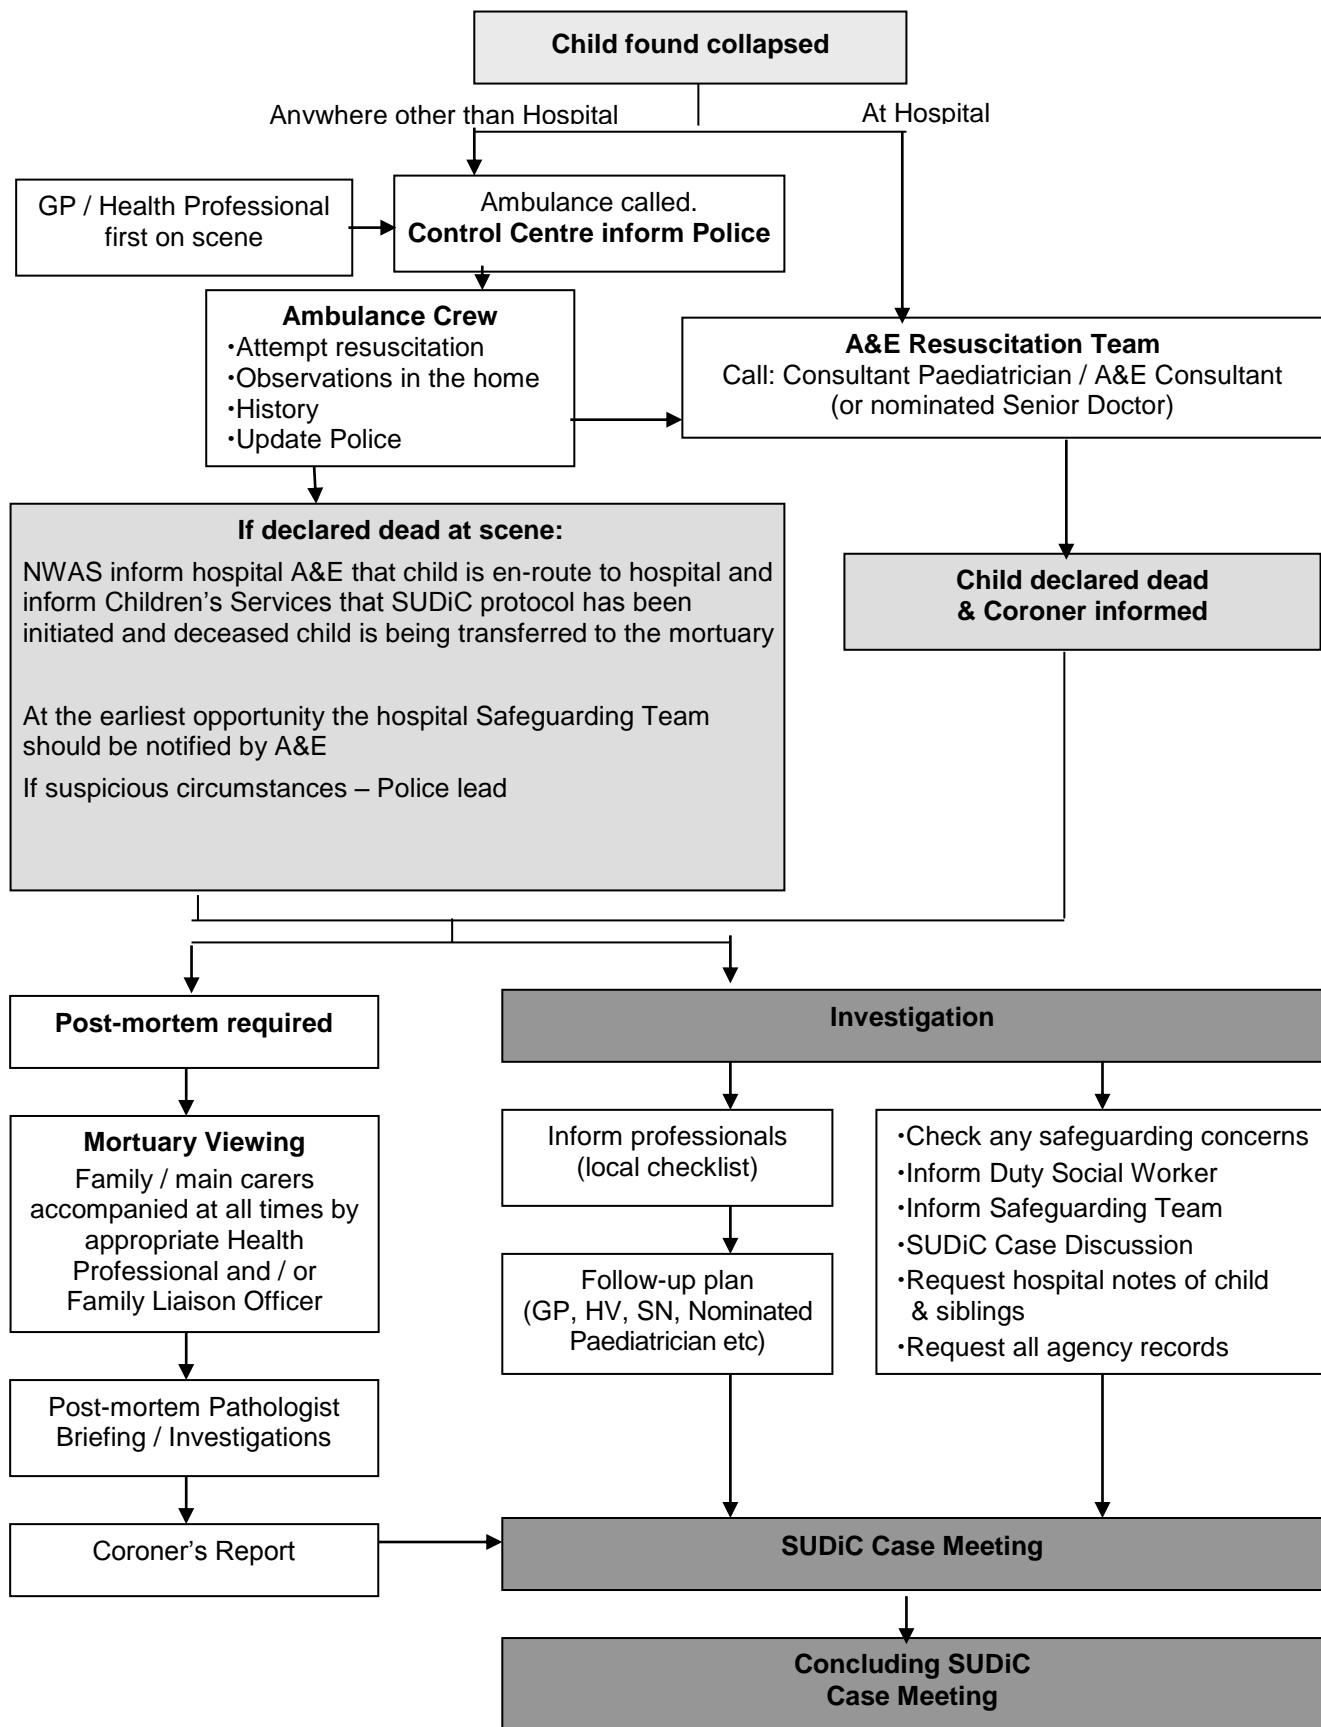 Child found collapsed
Anywhere other than Hospital
At Hospital
GP / Health Professional
first on scene
Ambulance called.
Control Centre inform Police
Ambulance Crew
•Attempt resuscitation
•Observations in the home
•History
•Update Police
A&E Resuscitation Team
Call: Consultant Paediatrician / A&E Consultant
(or nominated Senior Doctor)
If declared dead at scene:
NWAS inform hospital A&E that child is en-route to hospital and
inform Children's Services that SUDiC protocol has been
initiated and deceased child is being transferred to the mortuary
At the earliest opportunity the hospital Safeguarding Team
should be notified by A&E
If suspicious circumstances – Police lead
Child declared dead
& Coroner informed
Post-mortem required
Investigation
Mortuary Viewing
Family / main carers
accompanied at all times by
appropriate Health
Professional and / or
Family Liaison Officer
Inform professionals
(local checklist)
•Check any safeguarding concerns
•Inform Duty Social Worker
•Inform Safeguarding Team
•SUDiC Case Discussion
•Request hospital notes of child
& siblings
•Request all agency records
Follow-up plan
(GP, HV, SN, Nominated
Paediatrician etc)
Post-mortem Pathologist
Briefing / Investigations
Coroner's Report
SUDiC Case Meeting
Concluding SUDiC
Case Meeting